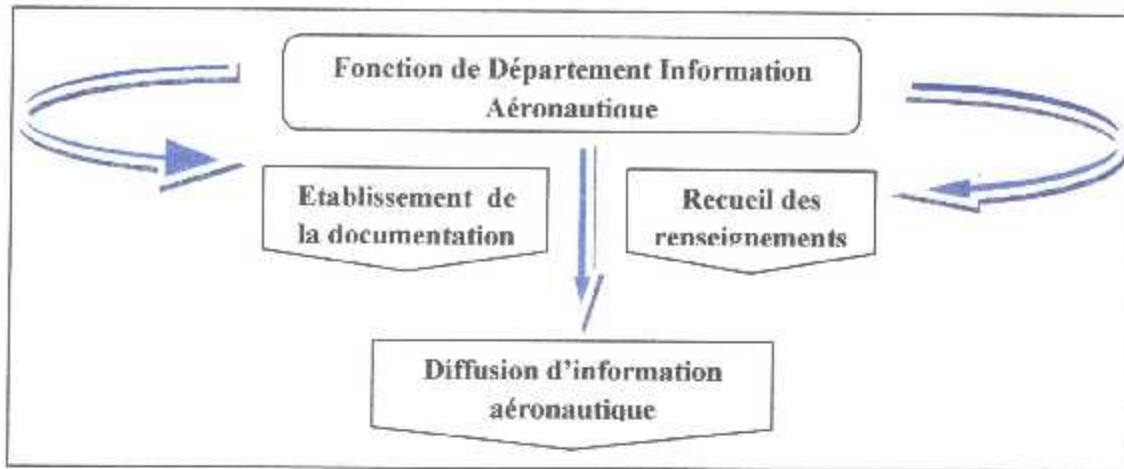 Fonction de Département Information
Aéronautique
Etablissement de
la documentation
Recueil des
renseignements
Diffusion d'information
aéronautique